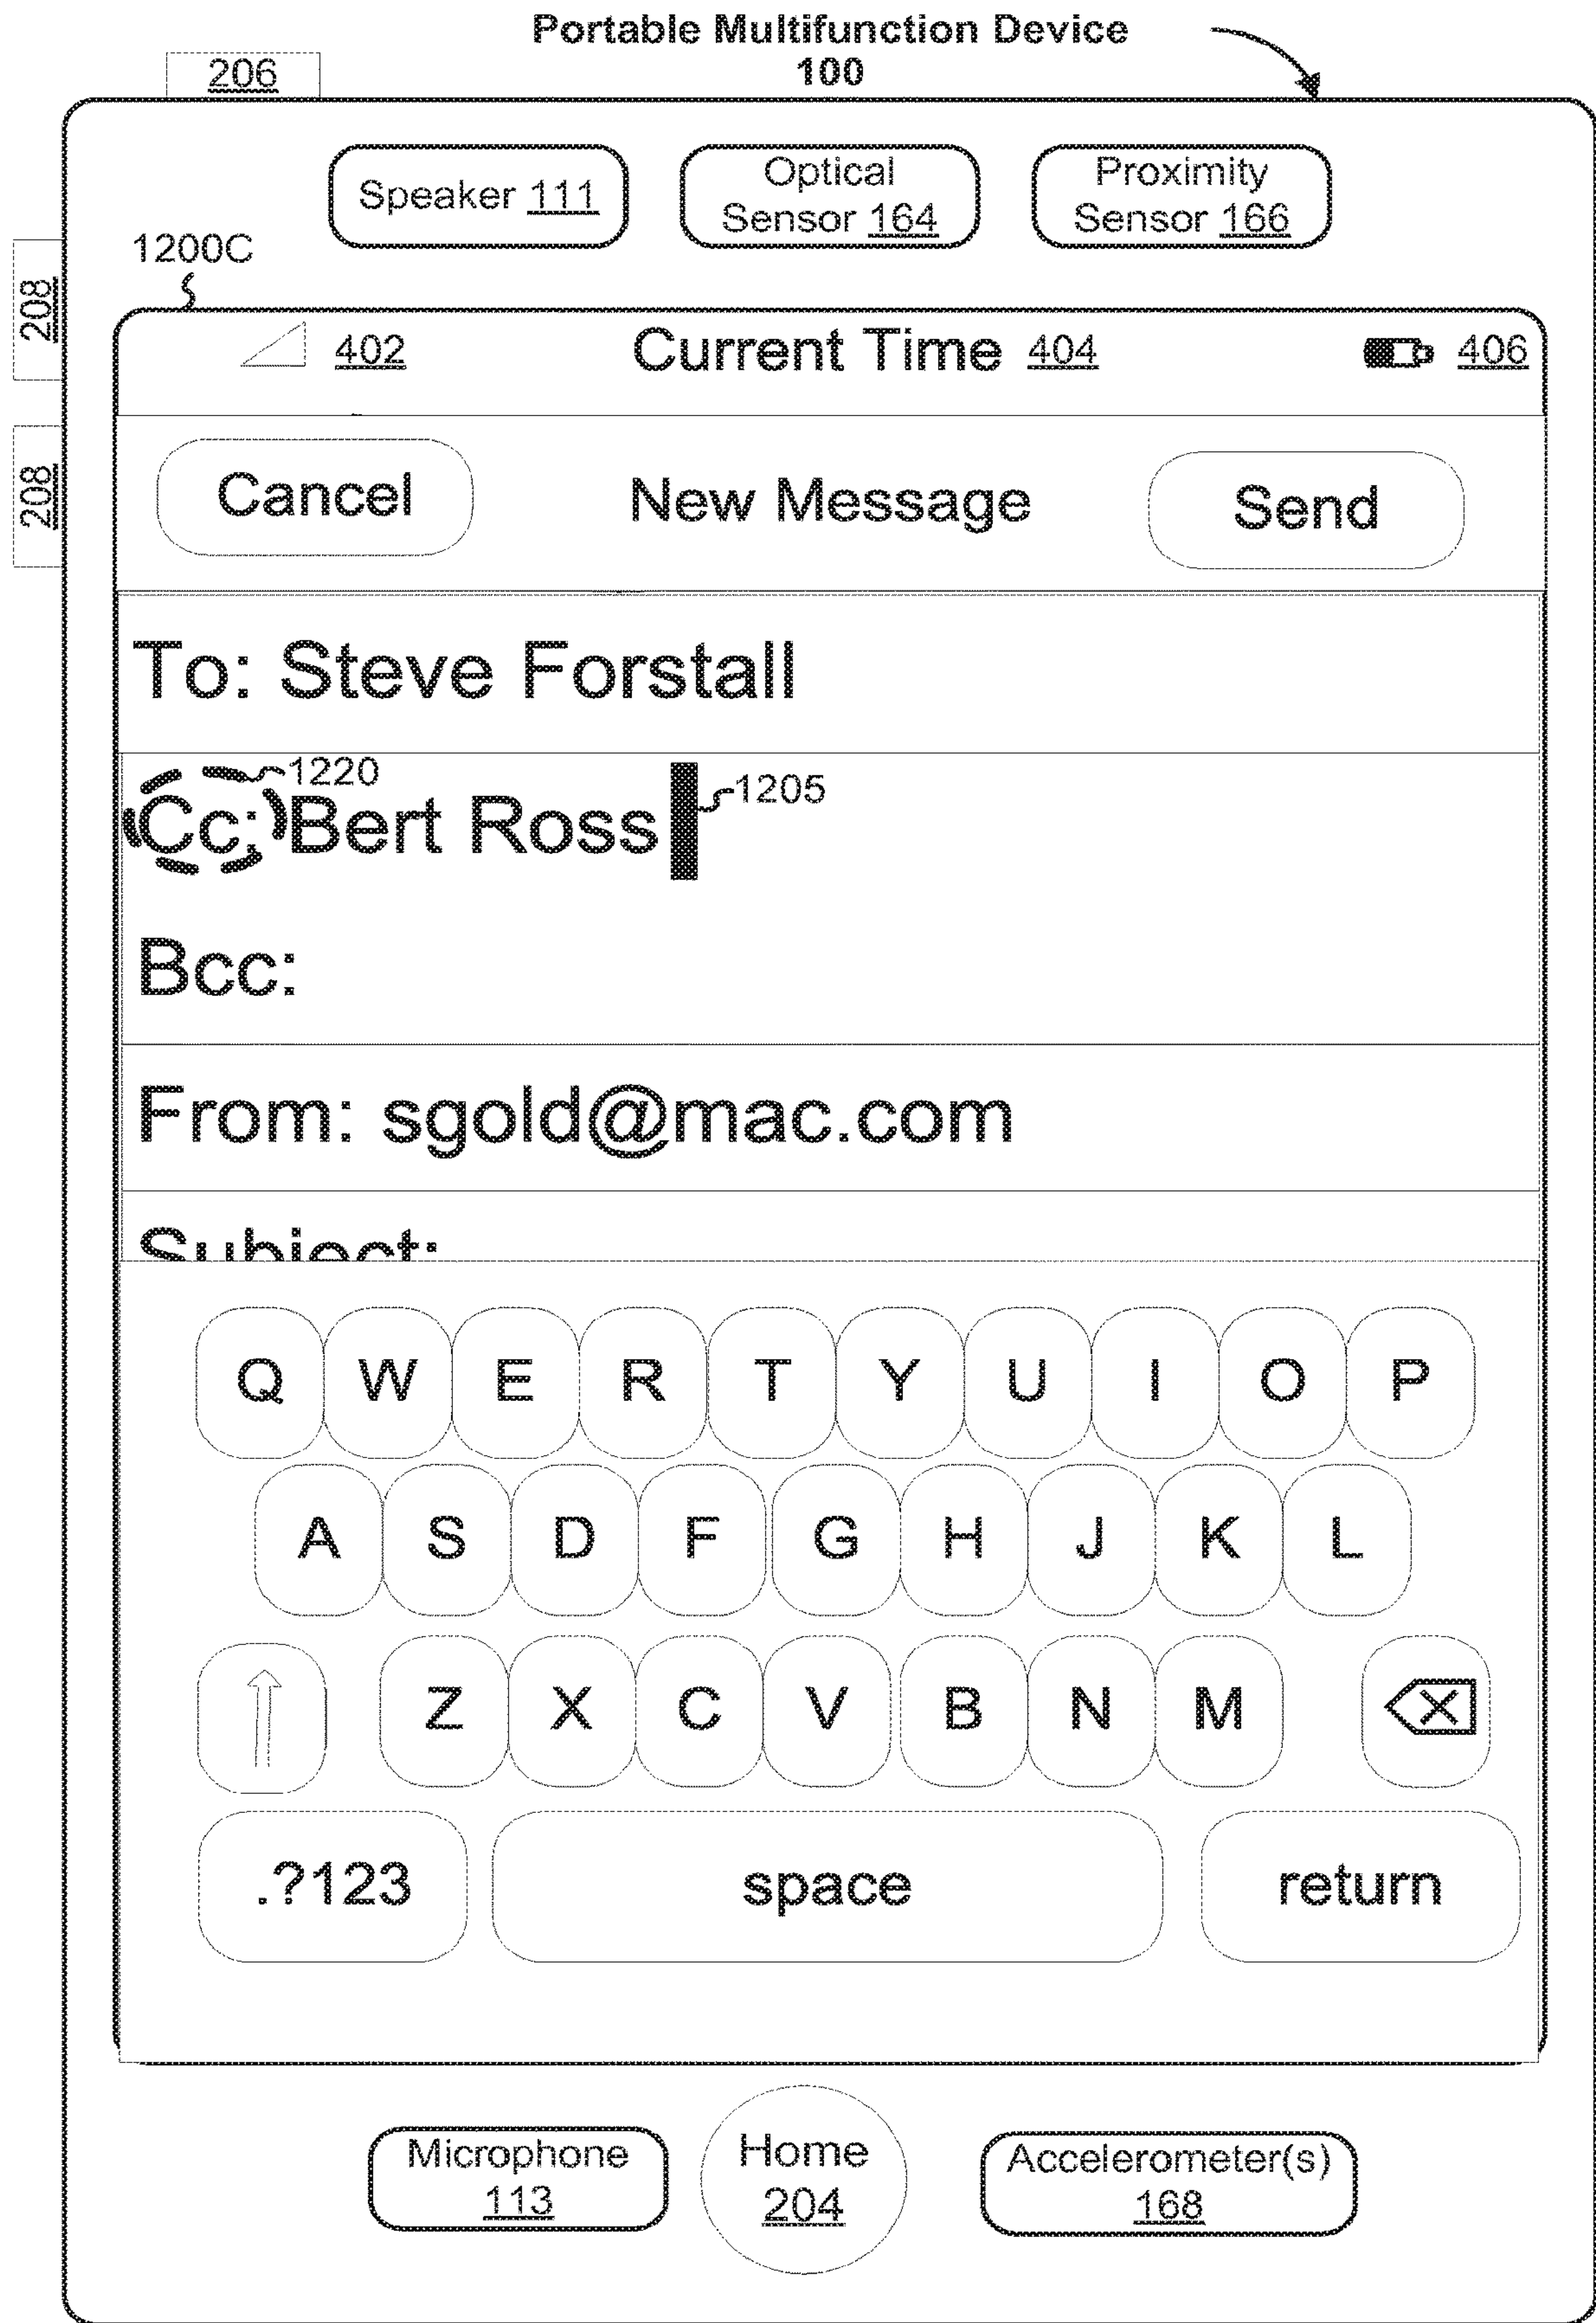 Portable Multifunction Device
100
206
Speaker 111
Optical
Sensor 164
Proximity
Sensor 166
1200C
208
402
Current Time 404
406
208
Cancel
New Message
Send
To: Steve Forstall
1220
Cc: Bert Ross
1205
Bcc:
From: sgold@mac.com
Subject:
Q W E R T Y U I O P
A S D F G H J K L
Z X C V B N M
.?123
space
return
Microphone
113
Home
204
Accelerometer(s)
168